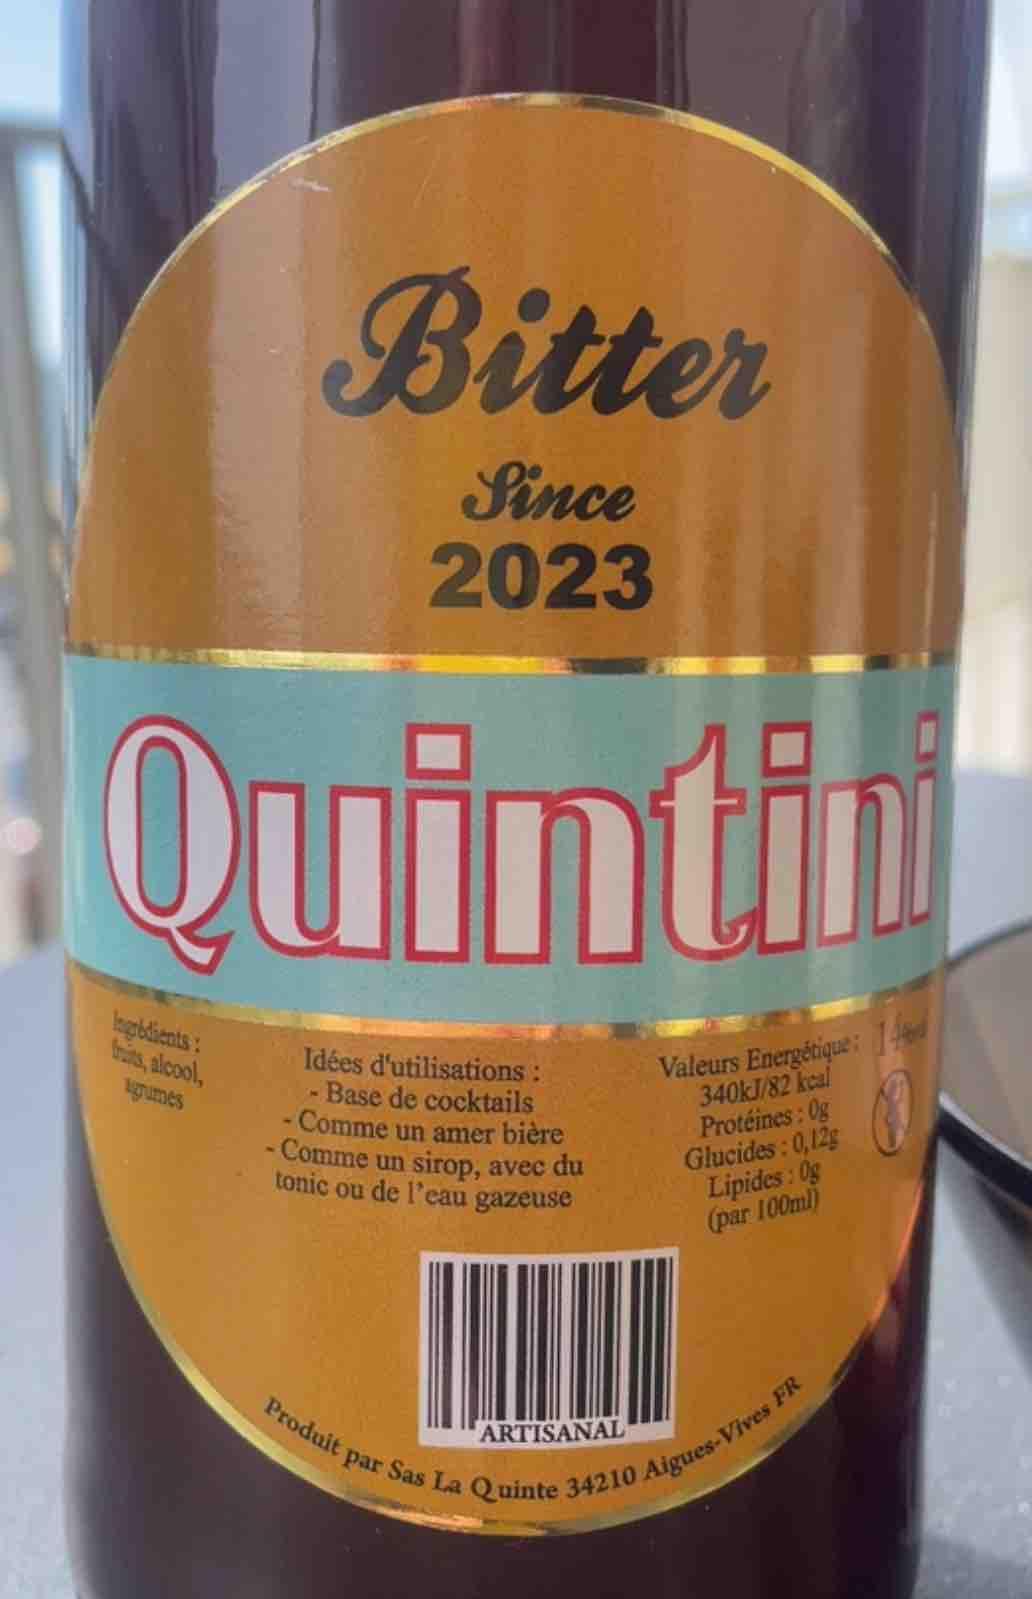 Bitter
Since
2023
Quintini
Ingrédients :
fruits, alcool,
agrumes
Idées d'utilisations :
- Base de cocktails
- Comme un amer bière
- Comme un sirop, avec du
tonic ou de l'eau gazeuse
Valeurs Energétique :
340kJ/82 kcal
Protéines : 0g
Glucides : 0,12g
Lipides : 0g
(par 100ml)
ARTISANAL
Produit par Sas La Quinte 34210 Aigues-Vives FR